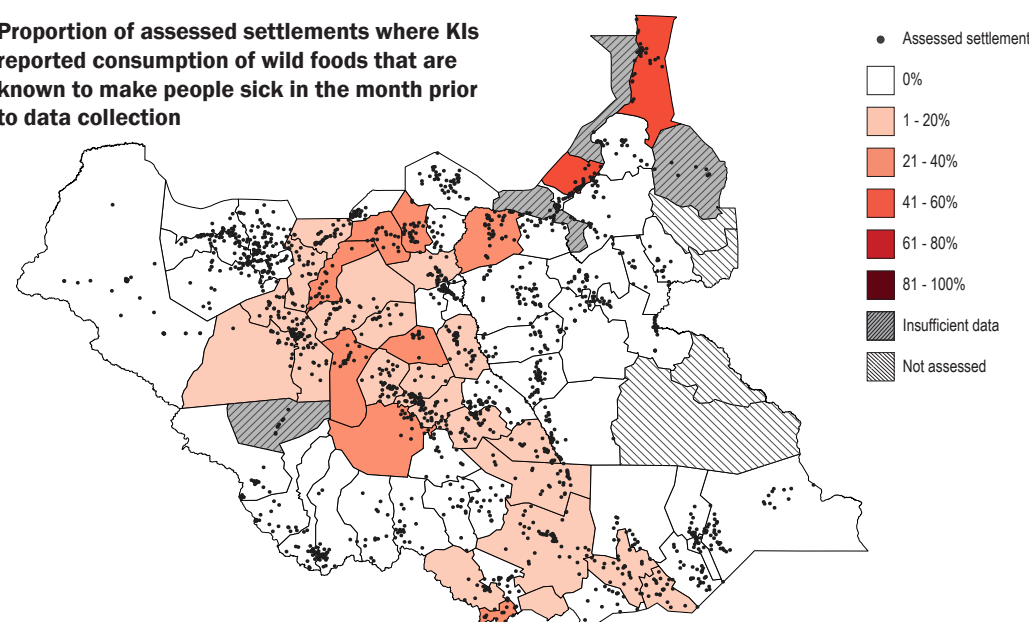 Proportion of assessed settlements where KIs
reported consumption of wild foods that are
known to make people sick in the month prior
to data collection
Assessed settlement
0%
1 - 20%
21 - 40%
41 - 60%
61 - 80%
81 - 100%
Insufficient data
Not assessed